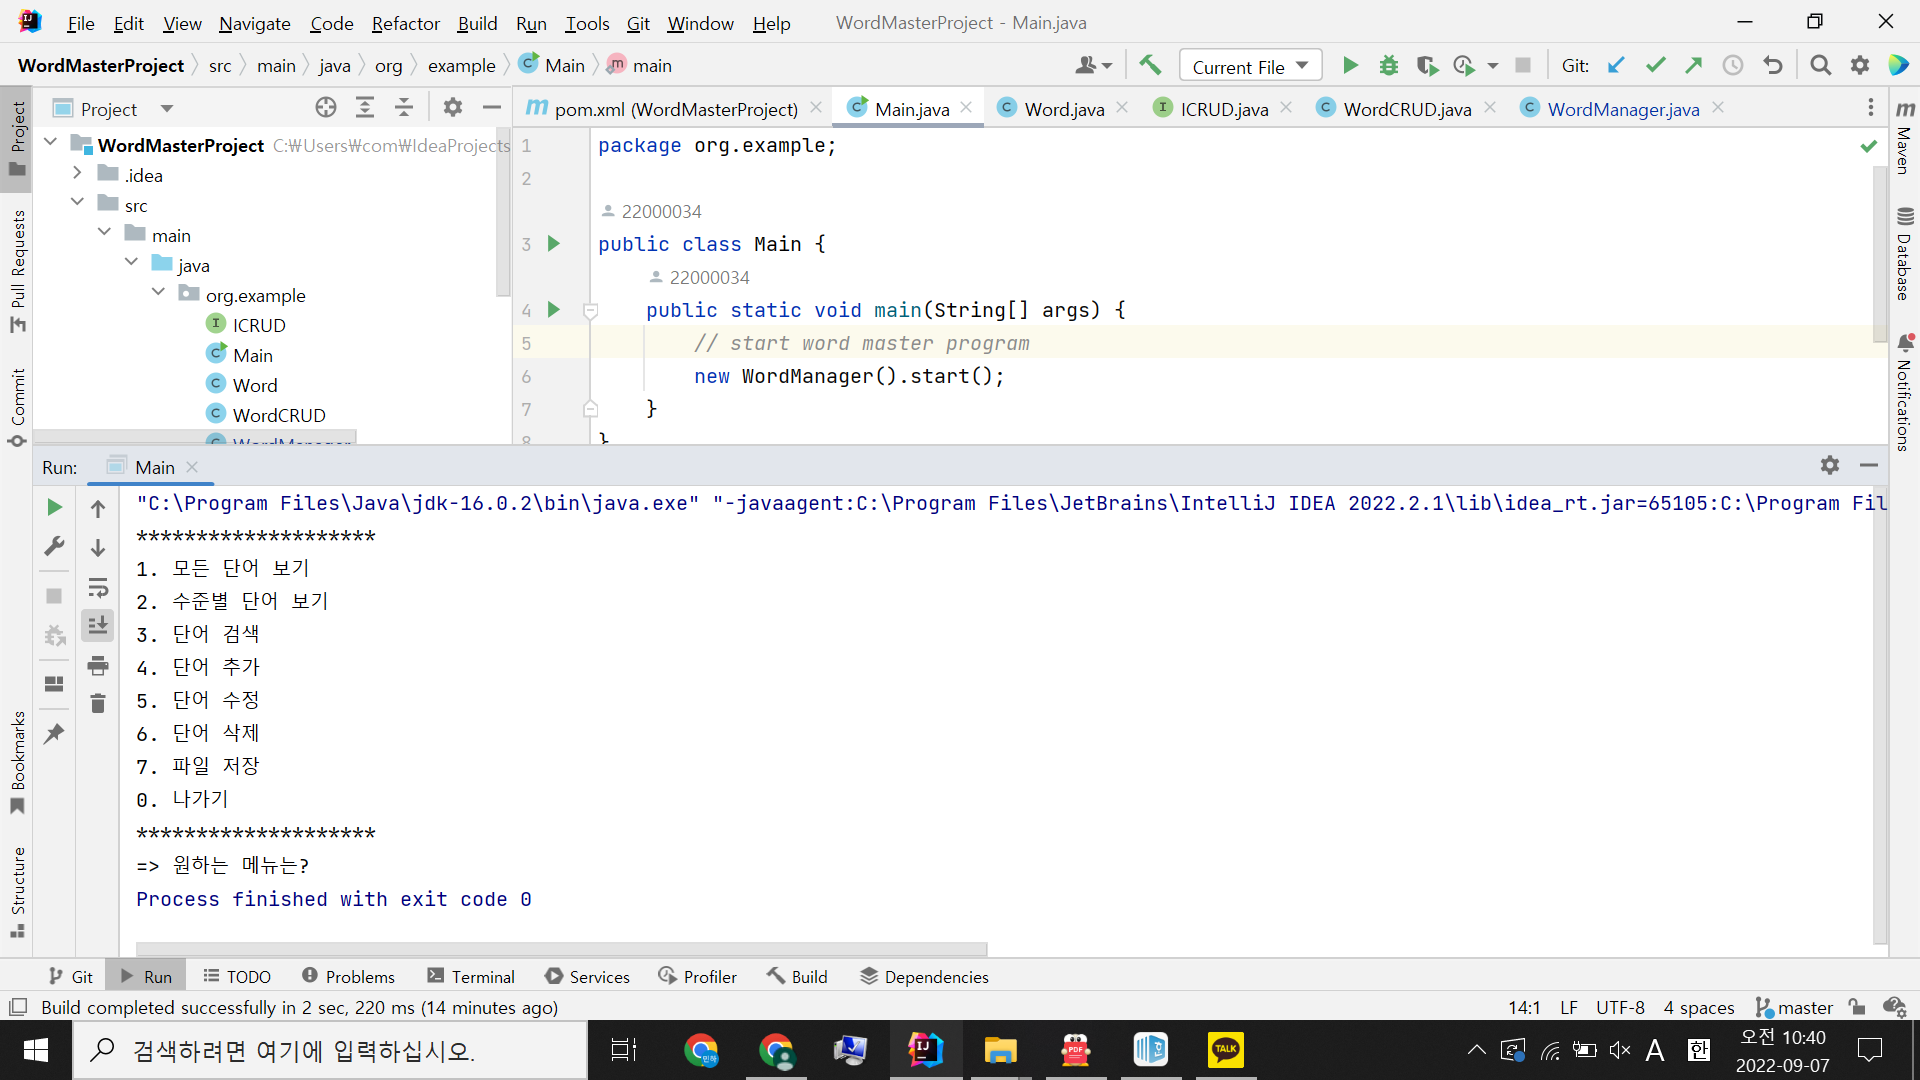 File Edit View Navigate Code Refactor Build Run Tools Git Window Help WordMasterProject - Main.java
WordMasterProject src main java org example Main main Current File Git:
Project pom.xml (WordMasterProject) Main.java Word.java ICRUD.java WordCRUD.java WordManager.java
WordMasterProject C:₩Users₩com₩IdeaProjects
.idea
src
main
java
org.example
ICRUD
Main
Word
WordCRUD
WordManager
1 package org.example;
2
22000034
3 public class Main {
22000034
4 public static void main(String[] args) {
5 // start word master program
6 new WordManager().start();
7 }
8 }
Project
Pull Requests
Commit
Bookmarks
Structure
Maven
Database
Notifications
Run: Main
"C:\Program Files\Java\jdk-16.0.2\bin\java.exe" "-javaagent:C:\Program Files\JetBrains\IntelliJ IDEA 2022.2.1\lib\idea_rt.jar=65105:C:\Program Fil
********************
1. 모든 단어 보기
2. 수준별 단어 보기
3. 단어 검색
4. 단어 추가
5. 단어 수정
6. 단어 삭제
7. 파일 저장
0. 나가기
********************
=> 원하는 메뉴는?
Process finished with exit code 0
Git Run TODO Problems Terminal Services Profiler Build Dependencies
Build completed successfully in 2 sec, 220 ms (14 minutes ago) 14:1 LF UTF-8 4 spaces master
검색하려면 여기에 입력하십시오. 민하 IJ PDF TALK A 한 오전 10:40
2022-09-07